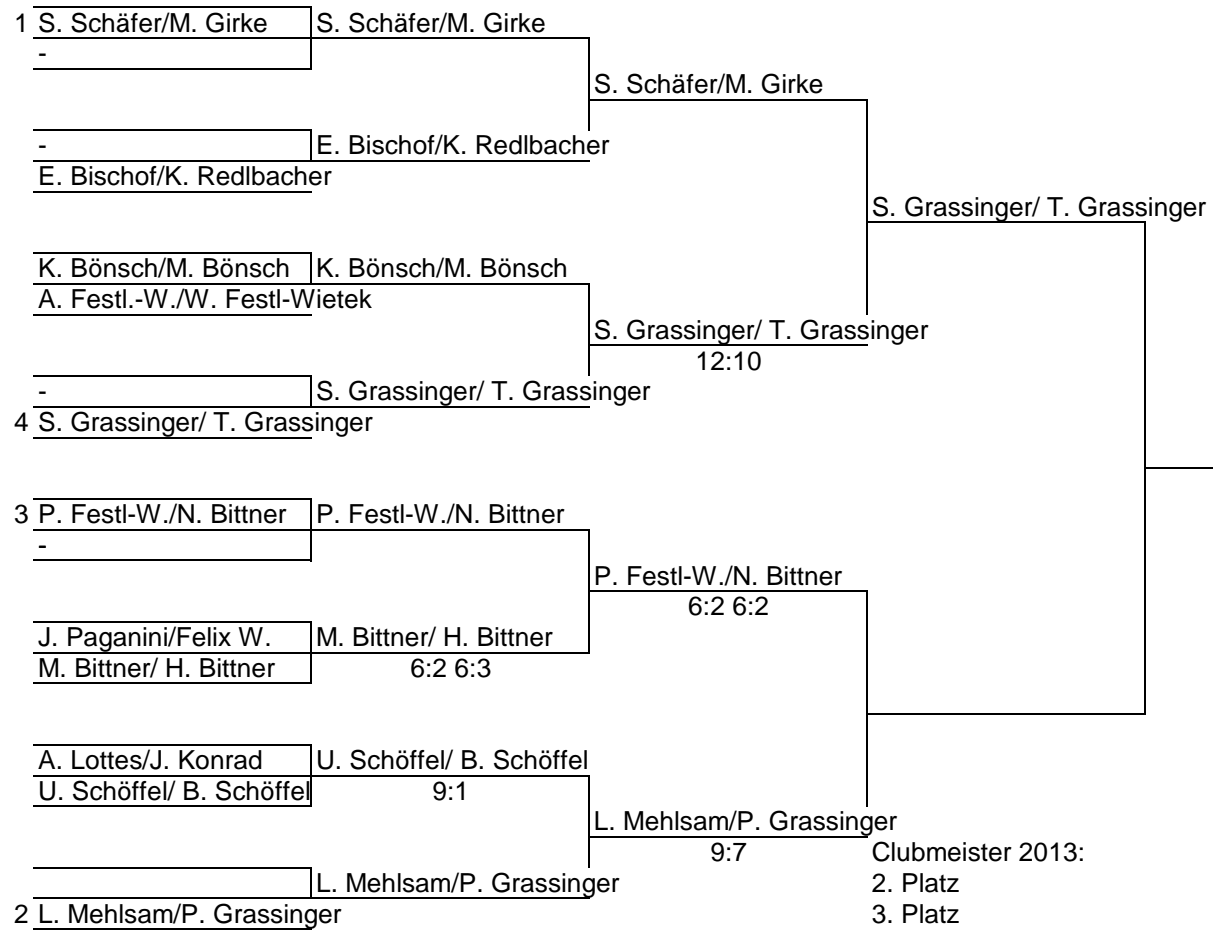 1 S. Schäfer/M. Girke S. Schäfer/M. Girke
-
S. Schäfer/M. Girke
- E. Bischof/K. Redlbacher
E. Bischof/K. Redlbacher
S. Grassinger/ T. Grassinger
K. Bönsch/M. Bönsch K. Bönsch/M. Bönsch
A. Festl.-W./W. Festl-Wietek
S. Grassinger/ T. Grassinger
12:10
- S. Grassinger/ T. Grassinger
4 S. Grassinger/ T. Grassinger
3 P. Festl-W./N. Bittner P. Festl-W./N. Bittner
-
P. Festl-W./N. Bittner
6:2 6:2
J. Paganini/Felix W. M. Bittner/ H. Bittner
M. Bittner/ H. Bittner 6:2 6:3
A. Lottes/J. Konrad U. Schöffel/ B. Schöffel
U. Schöffel/ B. Schöffel 9:1
L. Mehlsam/P. Grassinger
9:7 Clubmeister 2013:
L. Mehlsam/P. Grassinger 2. Platz
2 L. Mehlsam/P. Grassinger 3. Platz